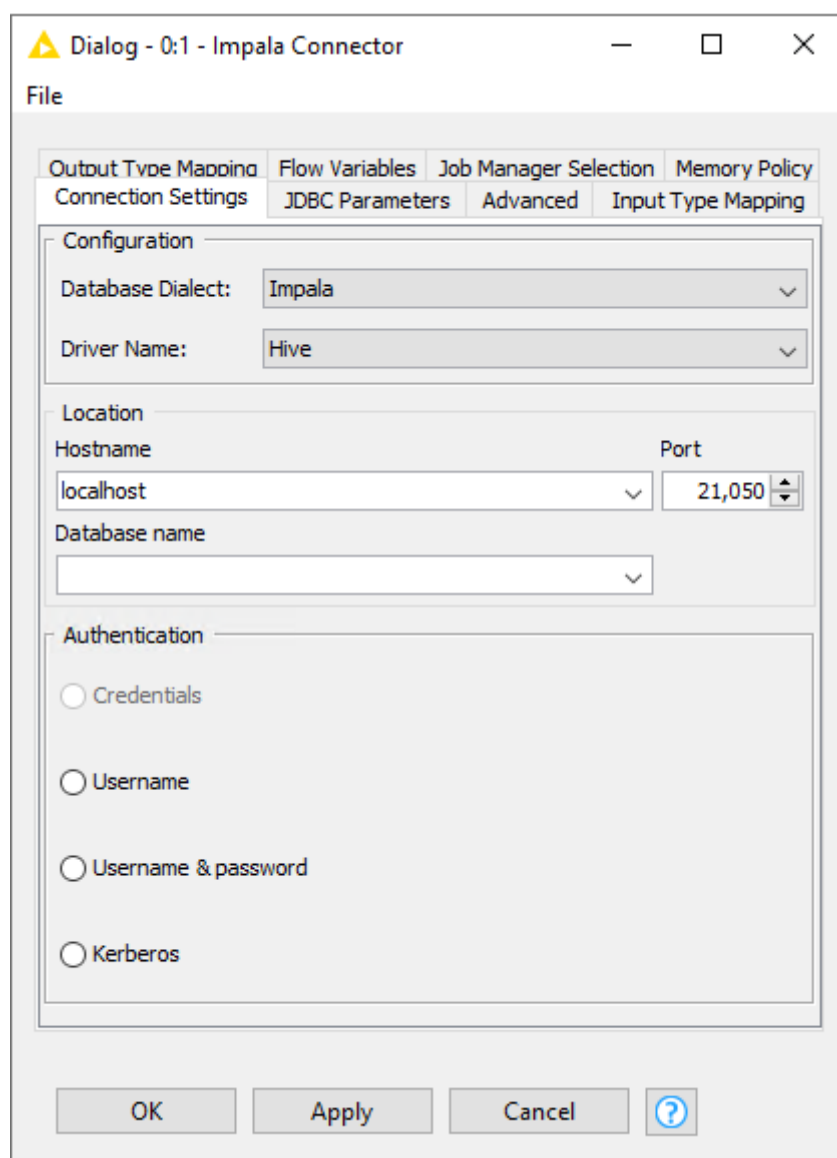 Dialog - 0:1 - Impala Connector
File
Output Type Mapping Flow Variables Job Manager Selection Memory Policy
Connection Settings JDBC Parameters Advanced Input Type Mapping
Configuration
Database Dialect: Impala
Driver Name: Hive
Location
Hostname Port
localhost 21,050
Database name
Authentication
Credentials
Username
Username & password
Kerberos
OK Apply Cancel ?